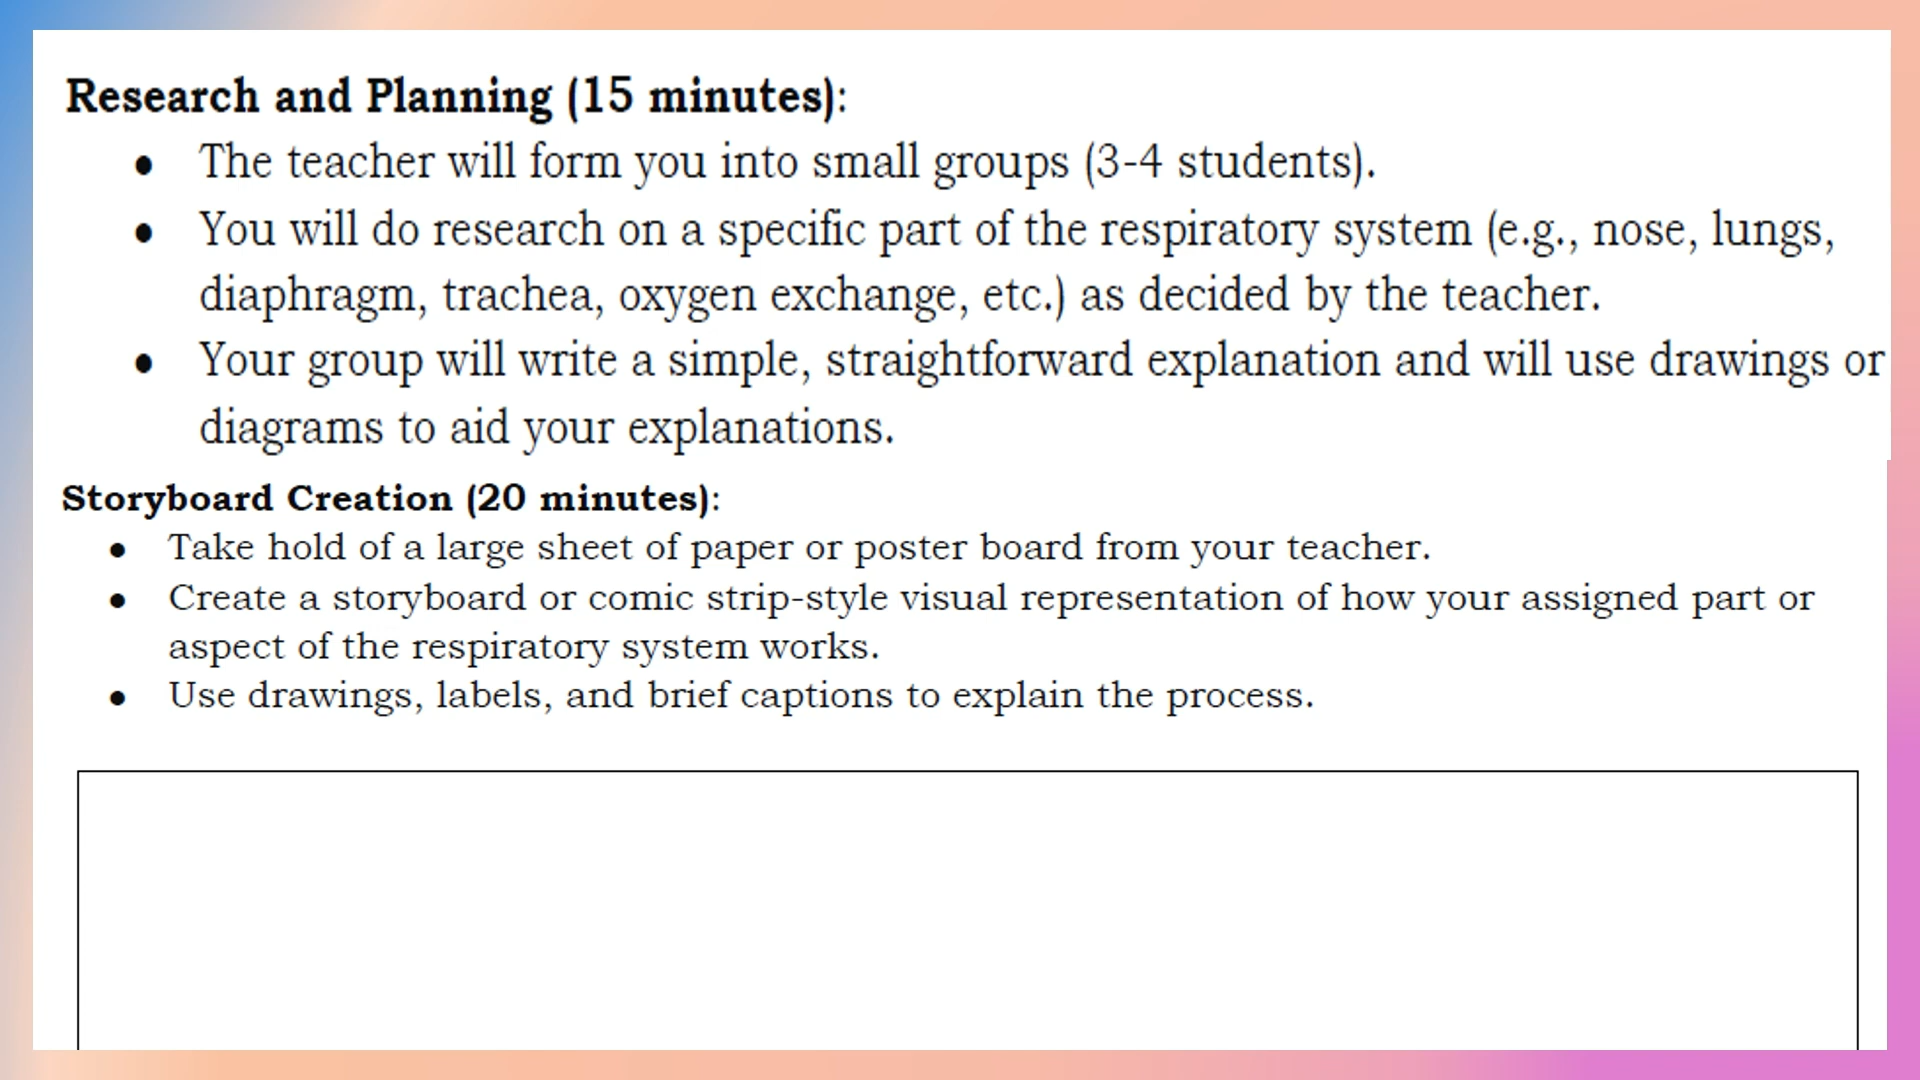 Research and Planning (15 minutes):
● The teacher will form you into small groups (3-4 students).
● You will do research on a specific part of the respiratory system (e.g., nose, lungs,
diaphragm, trachea, oxygen exchange, etc.) as decided by the teacher.
● Your group will write a simple, straightforward explanation and will use drawings or
diagrams to aid your explanations.
Storyboard Creation (20 minutes):
● Take hold of a large sheet of paper or poster board from your teacher.
● Create a storyboard or comic strip-style visual representation of how your assigned part or
aspect of the respiratory system works.
● Use drawings, labels, and brief captions to explain the process.